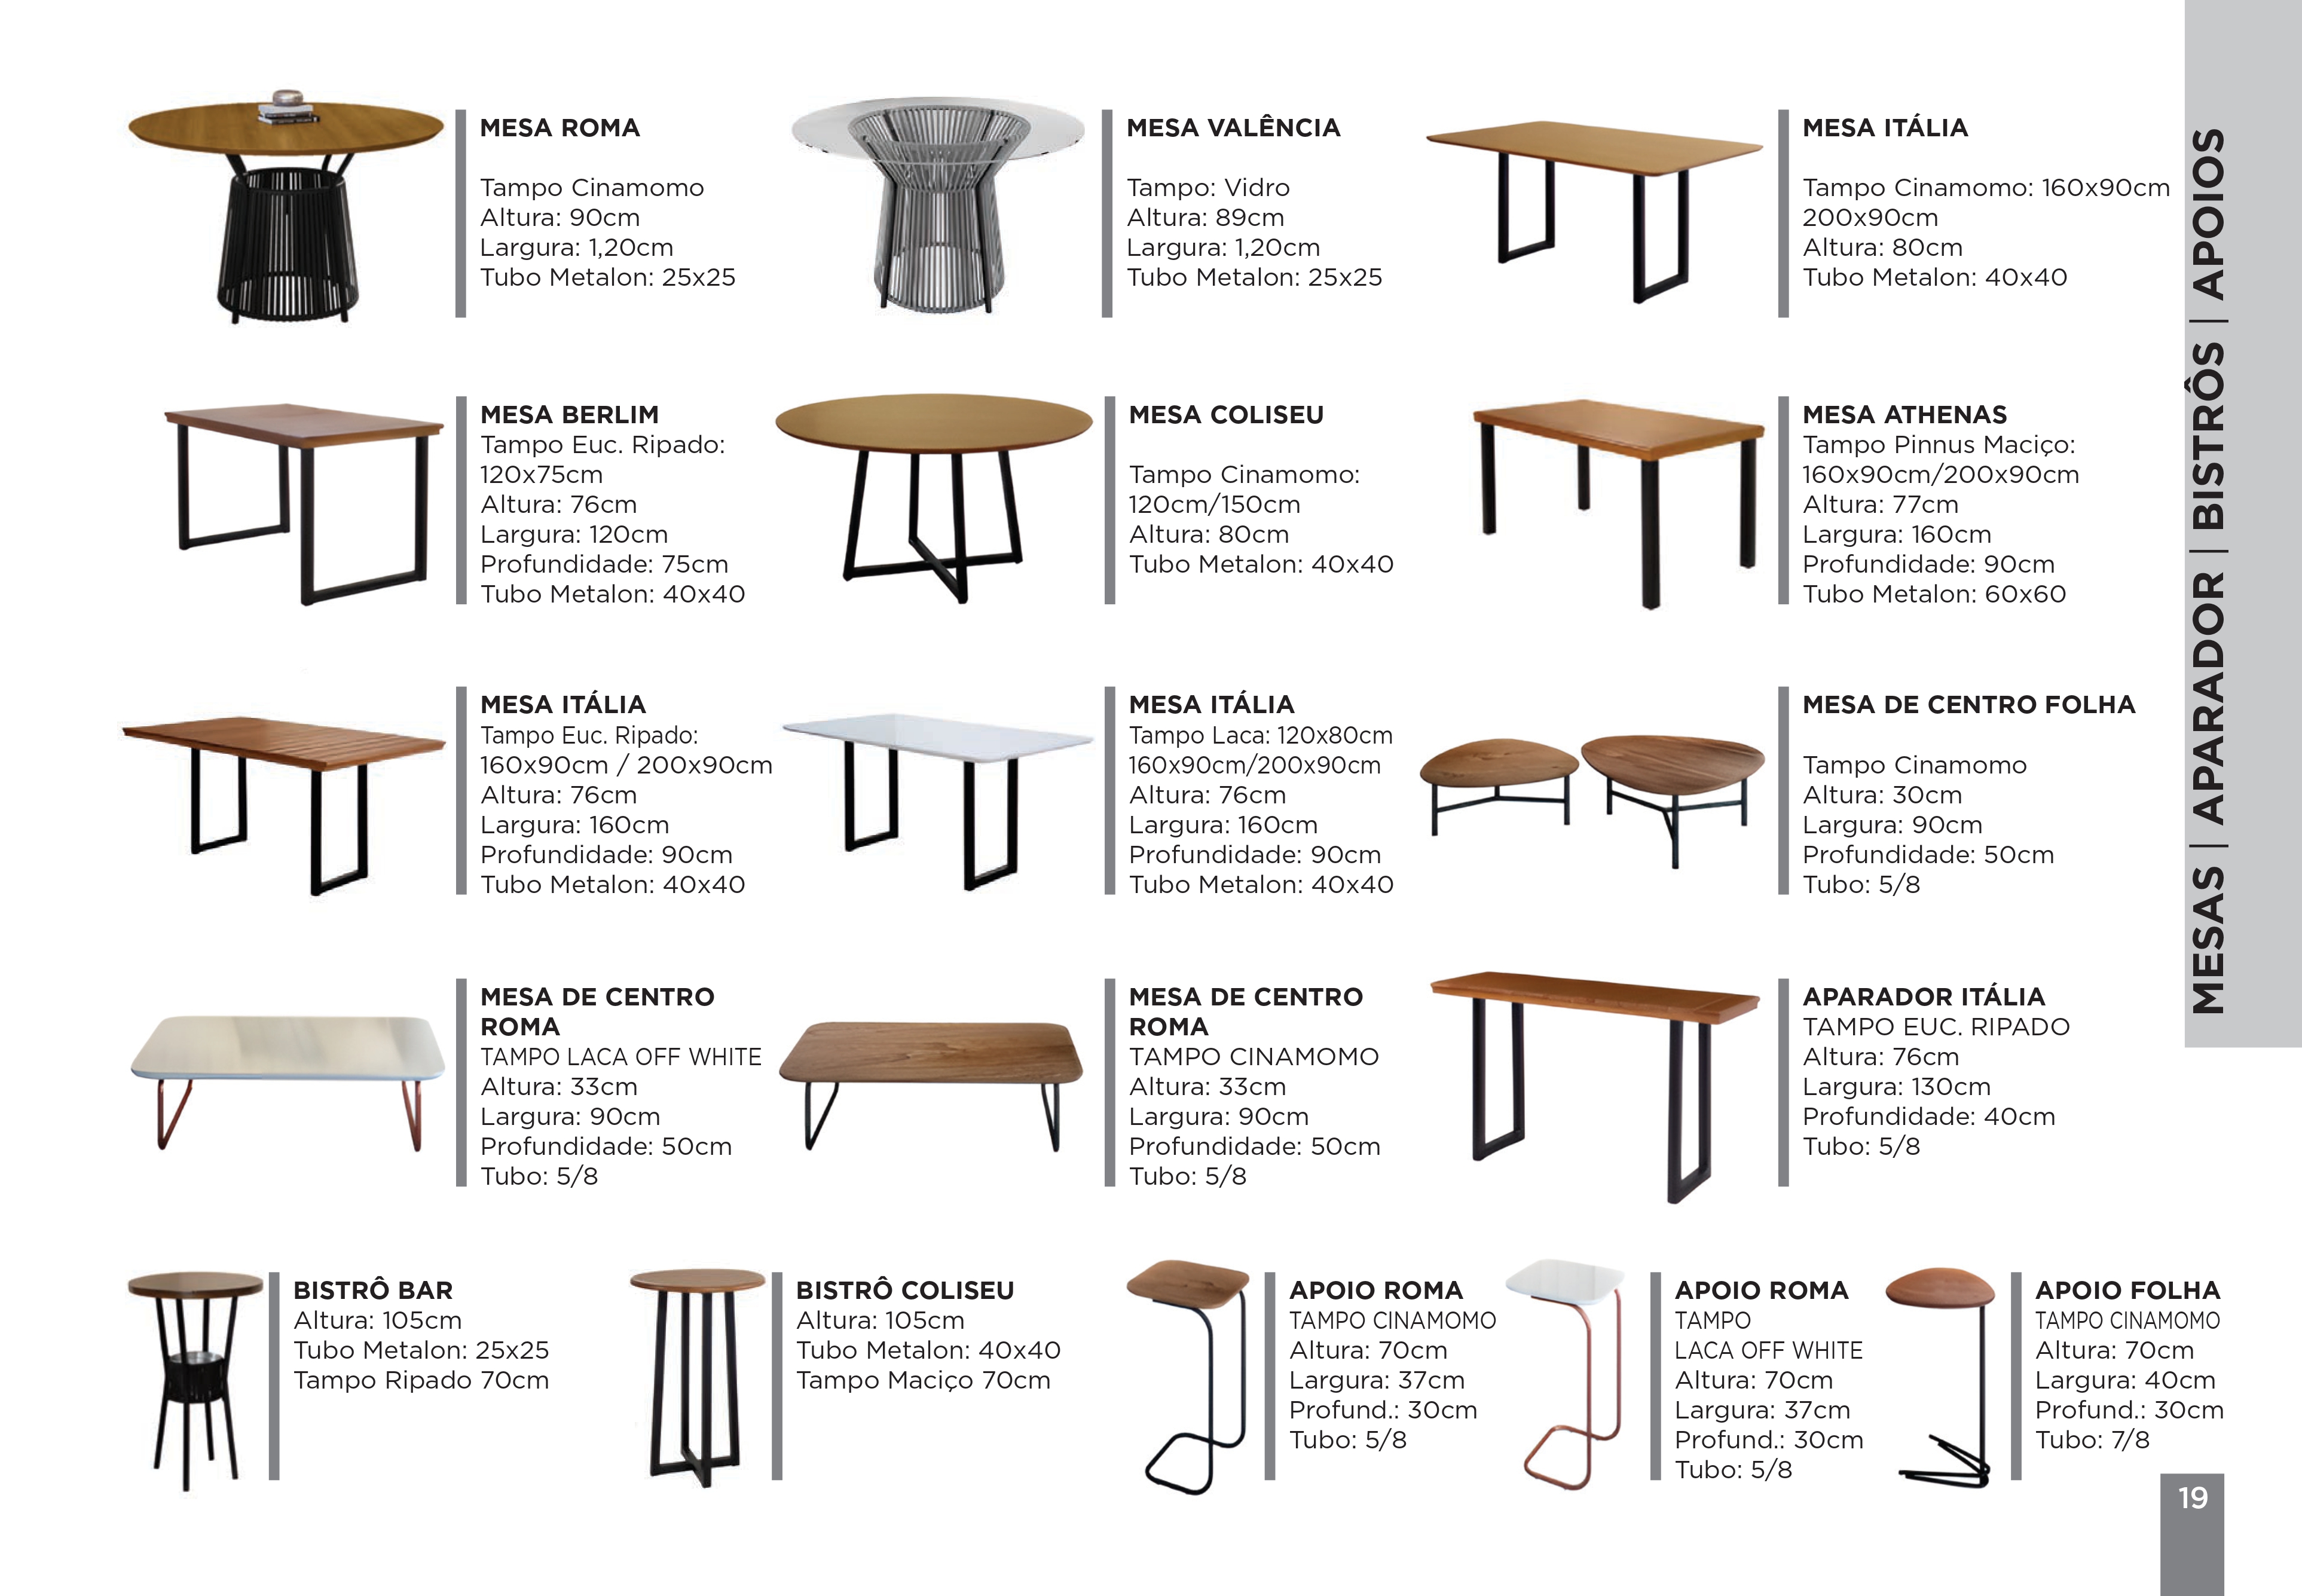 MESA ROMA
Tampo Cinamomo
Altura: 90cm
Largura: 1,20cm
Tubo Metalon: 25x25
MESA VALÊNCIA
Tampo: Vidro
Altura: 89cm
Largura: 1,20cm
Tubo Metalon: 25x25
MESA ITÁLIA
Tampo Cinamomo: 160x90cm
200x90cm
Altura: 80cm
Tubo Metalon: 40x40
MESA BERLIM
Tampo Euc. Ripado:
120x75cm
Altura: 76cm
Largura: 120cm
Profundidade: 75cm
Tubo Metalon: 40x40
MESA COLISEU
Tampo Cinamomo:
120cm/150cm
Altura: 80cm
Tubo Metalon: 40x40
MESA ATHENAS
Tampo Pinnus Maciço:
160x90cm/200x90cm
Altura: 77cm
Largura: 160cm
Profundidade: 90cm
Tubo Metalon: 60x60
MESA ITÁLIA
Tampo Euc. Ripado:
160x90cm / 200x90cm
Altura: 76cm
Largura: 160cm
Profundidade: 90cm
Tubo Metalon: 40x40
MESA ITÁLIA
Tampo Laca: 120x80cm
160x90cm/200x90cm
Altura: 76cm
Largura: 160cm
Profundidade: 90cm
Tubo Metalon: 40x40
MESA DE CENTRO FOLHA
Tampo Cinamomo
Altura: 30cm
Largura: 90cm
Profundidade: 50cm
Tubo: 5/8
MESA DE CENTRO
ROMA
TAMPO LACA OFF WHITE
Altura: 33cm
Largura: 90cm
Profundidade: 50cm
Tubo: 5/8
MESA DE CENTRO
ROMA
TAMPO CINAMOMO
Altura: 33cm
Largura: 90cm
Profundidade: 50cm
Tubo: 5/8
APARADOR ITÁLIA
TAMPO EUC. RIPADO
Altura: 76cm
Largura: 130cm
Profundidade: 40cm
Tubo: 5/8
BISTRÔ BAR
Altura: 105cm
Tubo Metalon: 25x25
Tampo Ripado 70cm
BISTRÔ COLISEU
Altura: 105cm
Tubo Metalon: 40x40
Tampo Maciço 70cm
APOIO ROMA
TAMPO CINAMOMO
Altura: 70cm
Largura: 37cm
Profund.: 30cm
Tubo: 5/8
APOIO ROMA
TAMPO
LACA OFF WHITE
Altura: 70cm
Largura: 37cm
Profund.: 30cm
Tubo: 5/8
APOIO FOLHA
TAMPO CINAMOMO
Altura: 70cm
Largura: 40cm
Profund.: 30cm
Tubo: 7/8
MESAS | APARADOR | BISTRÔS | APOIOS
19